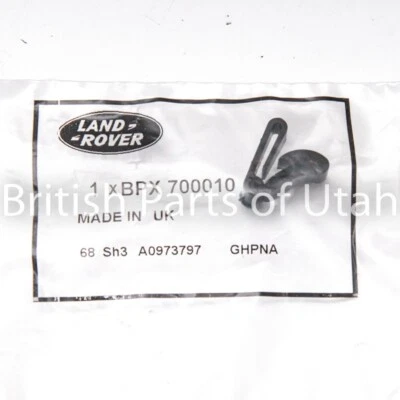 LAND-
-ROVER
1 x BPX 700010
British Parts of Utah
MADE IN UK
68 Sh3 A0973797 GHPNA